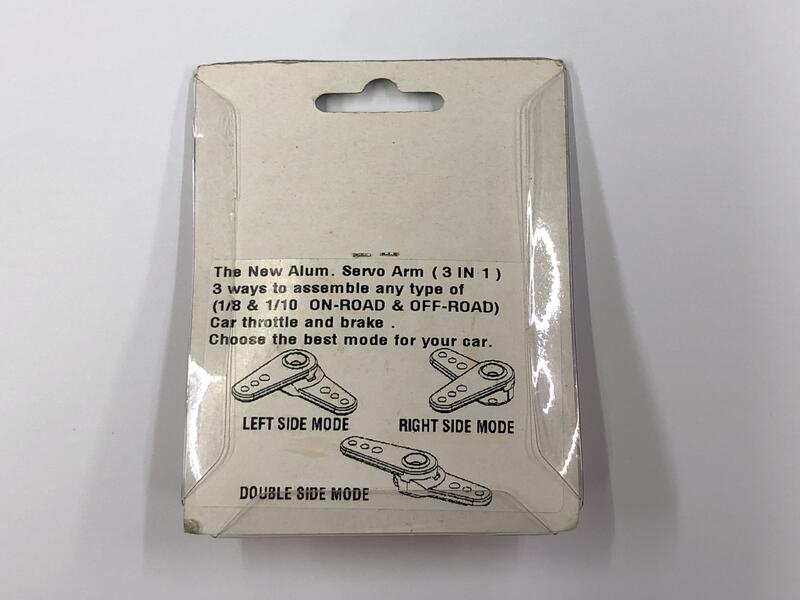 The New Alum. Servo Arm ( 3 IN 1 )
3 ways to assemble any type of
(1/8 & 1/10 ON-ROAD & OFF-ROAD)
Car throttle and brake .
Choose the best mode for your car.
LEFT SIDE MODE
RIGHT SIDE MODE
DOUBLE SIDE MODE